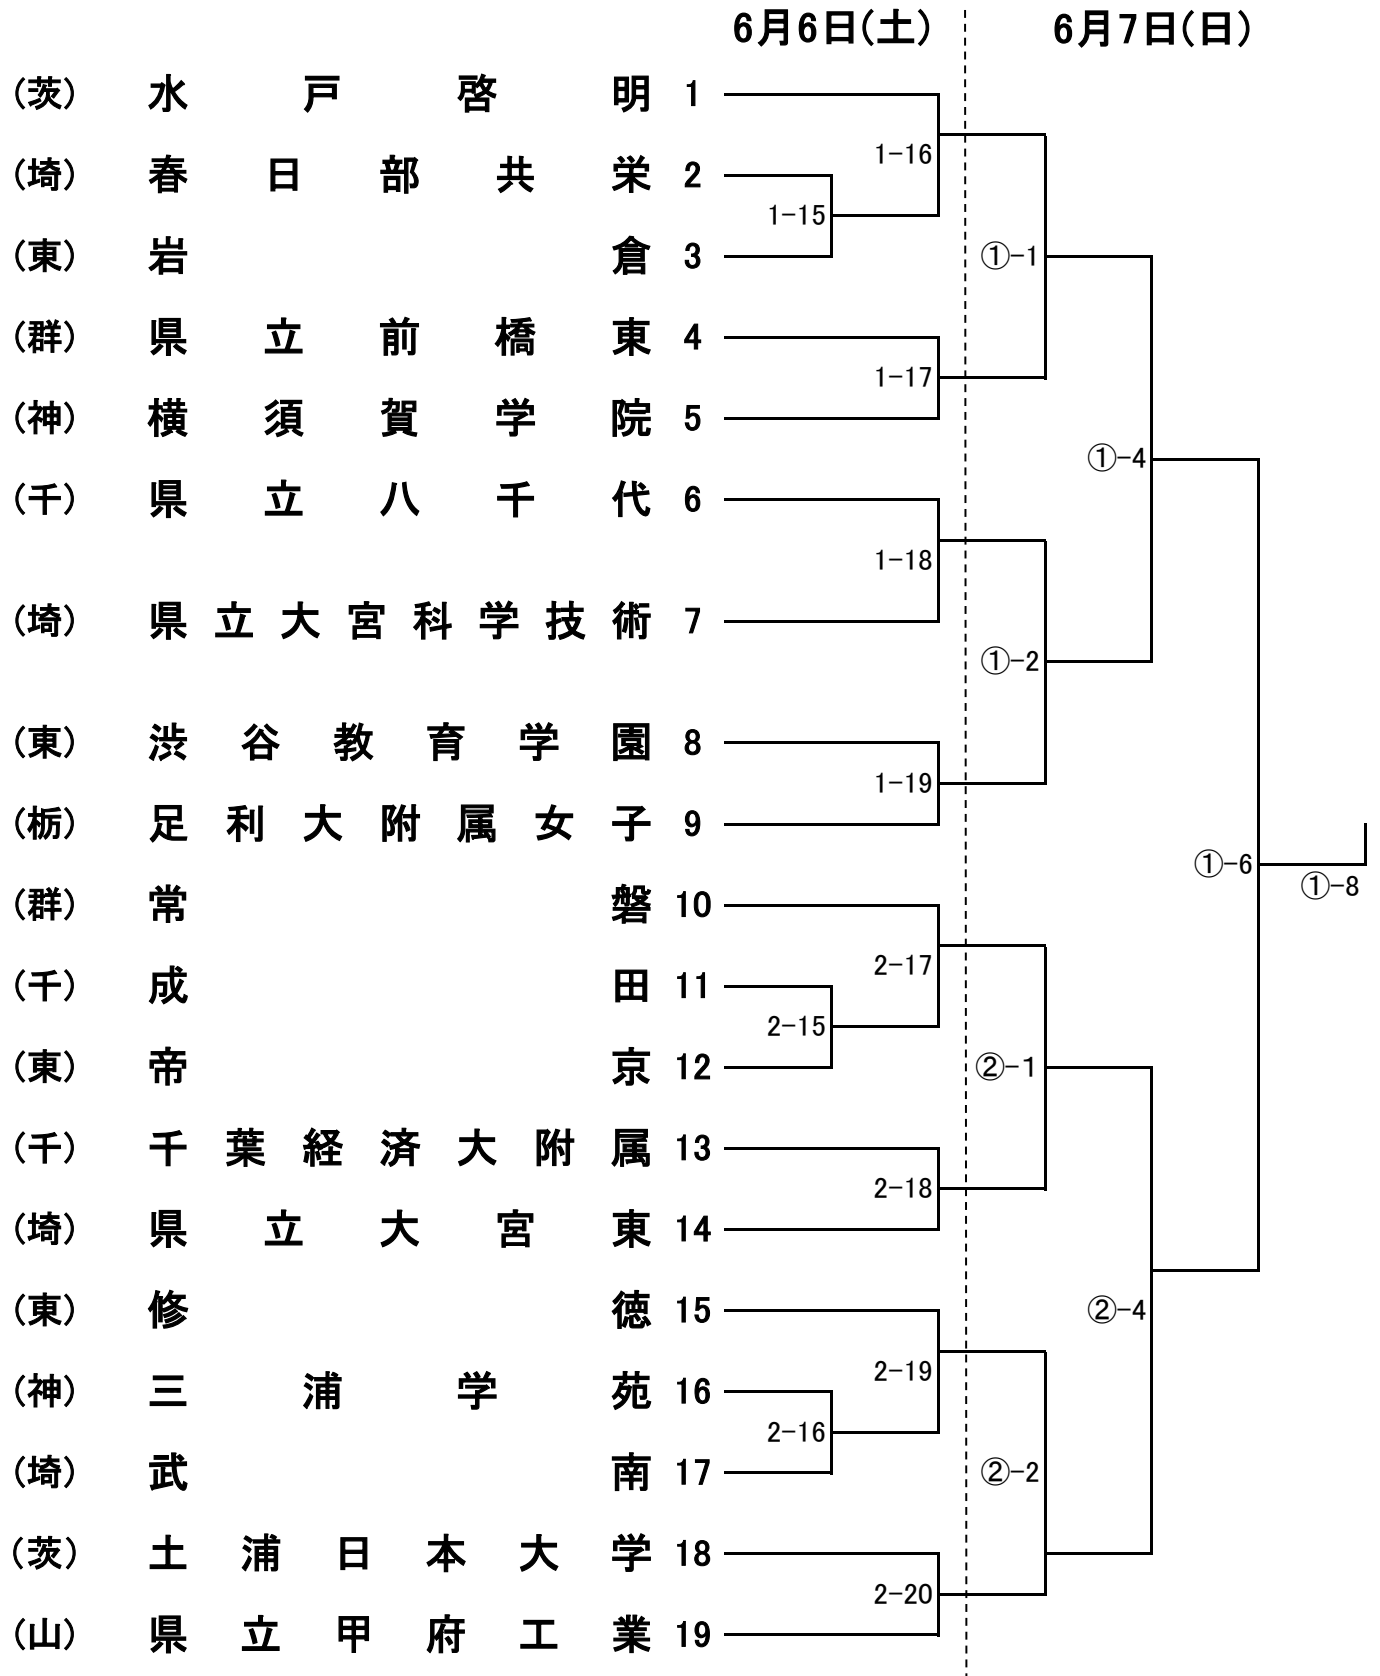 6月6日(土) 6月7日(日)
(茨) 水戸啓明 1
1-16
(埼) 春日部共栄 2
1-15
(東) 岩倉 3
①-1
(群) 県立前橋東 4
1-17
(神) 横須賀学院 5
①-4
(千) 県立八千代 6
1-18
(埼) 県立大宮科学技術 7
①-2
(東) 渋谷教育学園 8
1-19
(栃) 足利大附属女子 9
①-6
①-8
(群) 常磐 10
2-17
(千) 成田 11
2-15
(東) 帝京 12
②-1
(千) 千葉経済大附属 13
2-18
(埼) 県立大宮東 14
(東) 修徳 15
②-4
2-19
(神) 三浦学苑 16
2-16
(埼) 武南 17
②-2
(茨) 土浦日本大学 18
2-20
(山) 県立甲府工業 19